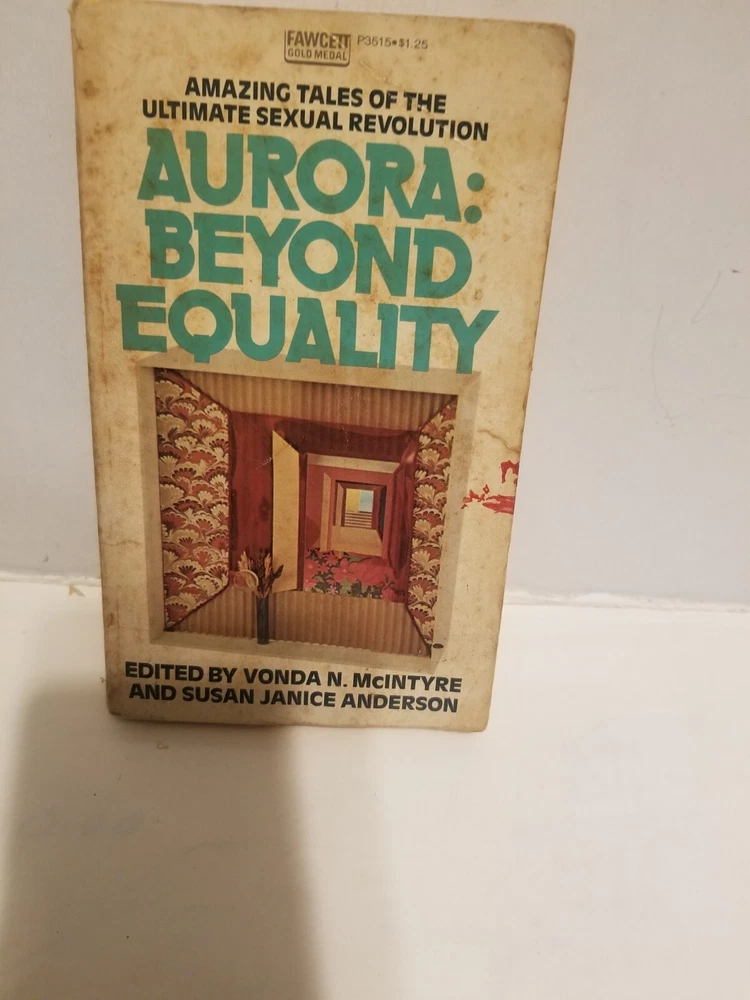 FAWCETT
GOLD MEDAL
P3515•$1.25
AMAZING TALES OF THE
ULTIMATE SEXUAL REVOLUTION
AURORA:
BEYOND
EQUALITY
EDITED BY VONDA N. McINTYRE
AND SUSAN JANICE ANDERSON